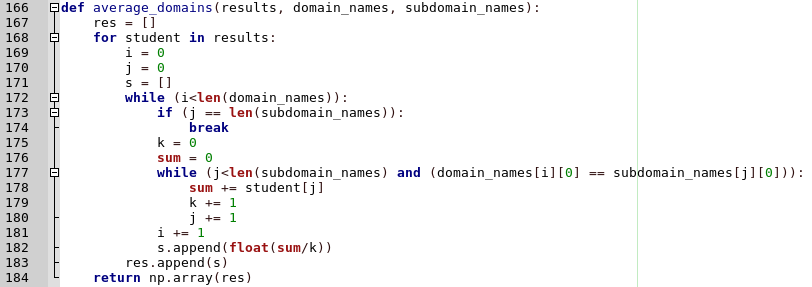 166 def average_domains(results, domain_names, subdomain_names):
167     res = []
168     for student in results:
169         i = 0
170         j = 0
171         s = []
172         while (i<len(domain_names)):
173             if (j == len(subdomain_names)):
174                 break
175             k = 0
176             sum = 0
177             while (j<len(subdomain_names) and (domain_names[i][0] == subdomain_names[j][0])):
178                 sum += student[j]
179                 k += 1
180                 j += 1
181             i += 1
182             s.append(float(sum/k))
183         res.append(s)
184     return np.array(res)